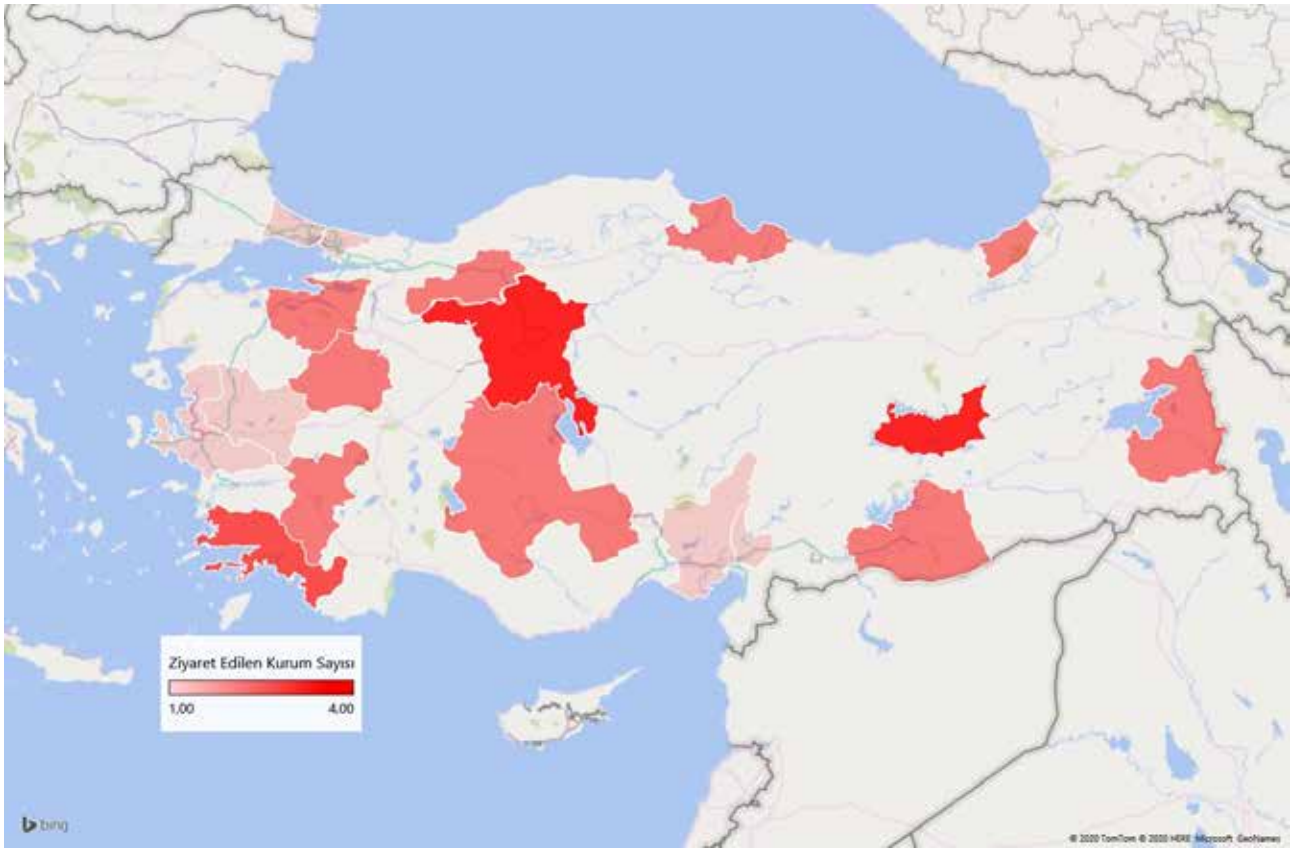 Ziyaret Edilen Kurum Sayısı
1,00 4,00
bing
© 2020 TomTom © 2020 HERE Microsoft GeoNames